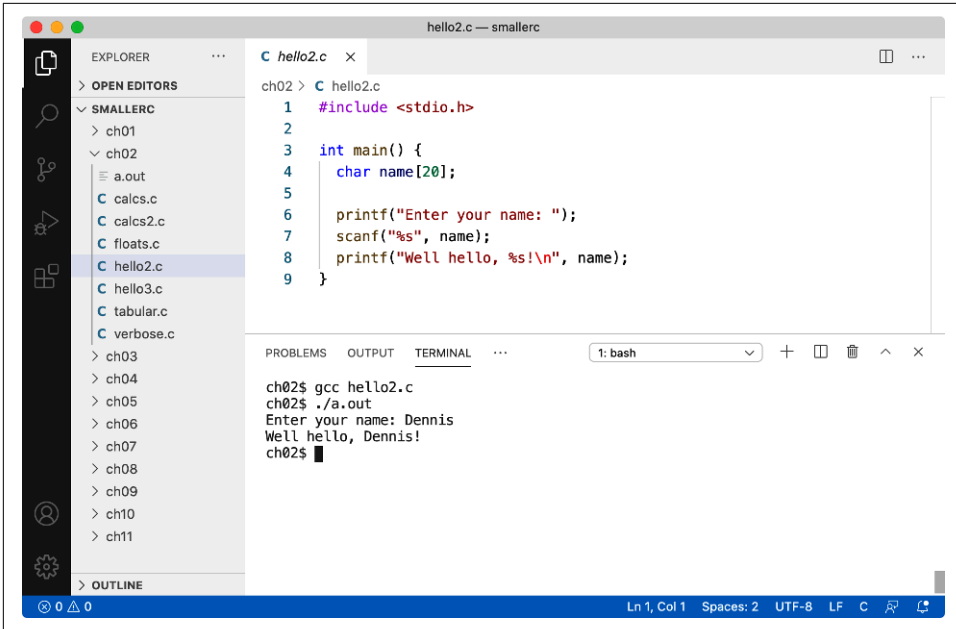 hello2.c — smallerc
EXPLORER ...
OPEN EDITORS
SMALLERC
ch01
ch02
a.out
C calcs.c
C calcs2.c
C floats.c
C hello2.c
C hello3.c
C tabular.c
C verbose.c
ch03
ch04
ch05
ch06
ch07
ch08
ch09
ch10
ch11
OUTLINE
C hello2.c ×
ch02 > C hello2.c
1 #include <stdio.h>
2
3 int main() {
4   char name[20];
5
6   printf("Enter your name: ");
7   scanf("%s", name);
8   printf("Well hello, %s!\n", name);
9 }
PROBLEMS OUTPUT TERMINAL ... 1: bash
ch02$ gcc hello2.c
ch02$ ./a.out
Enter your name: Dennis
Well hello, Dennis!
ch02$
0 0 Ln 1, Col 1 Spaces: 2 UTF-8 LF C